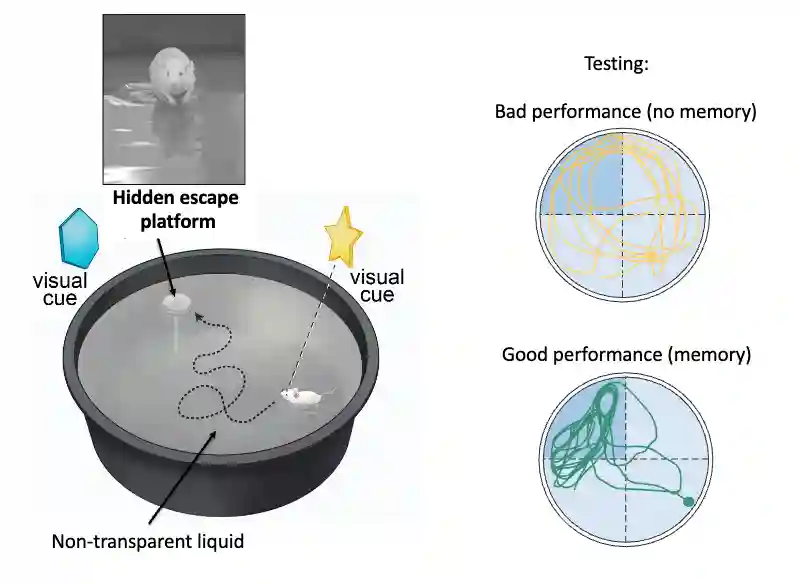 Hidden escape
platform
visual
cue
visual
cue
Non-transparent liquid
Testing:
Bad performance (no memory)
Good performance (memory)